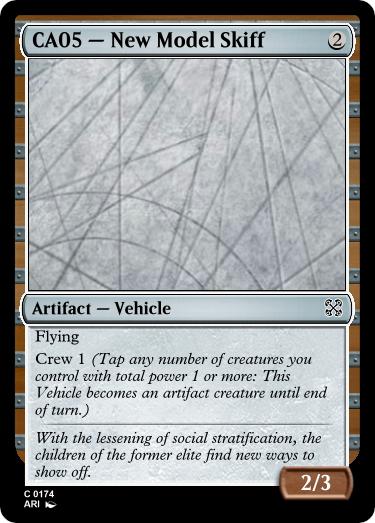 CA05 — New Model Skiff 2
Artifact — Vehicle
Flying
Crew 1 (Tap any number of creatures you
control with total power 1 or more: This
Vehicle becomes an artifact creature until end
of turn.)
With the lessening of social stratification, the
children of the former elite find new ways to
show off.
2/3
C 0174
ARI